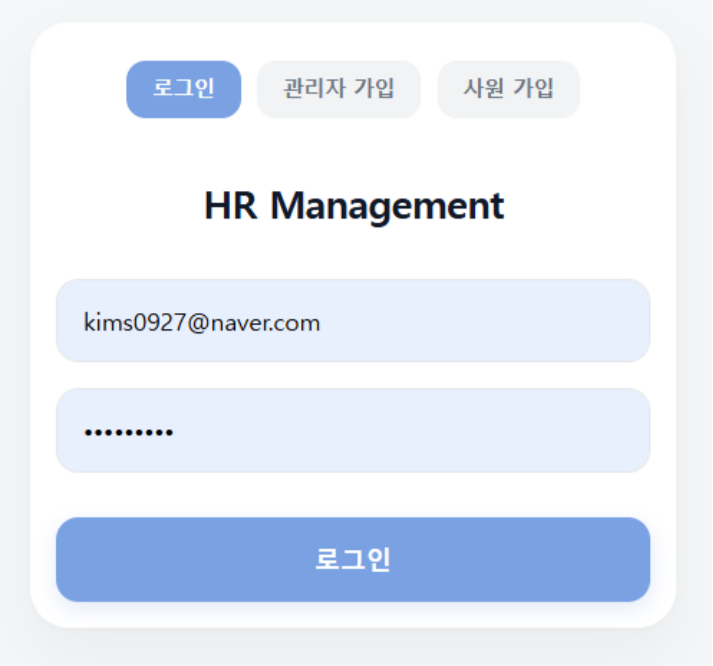 로그인 관리자 가입 사원 가입
HR Management
kims0927@naver.com
•••••••••
로그인